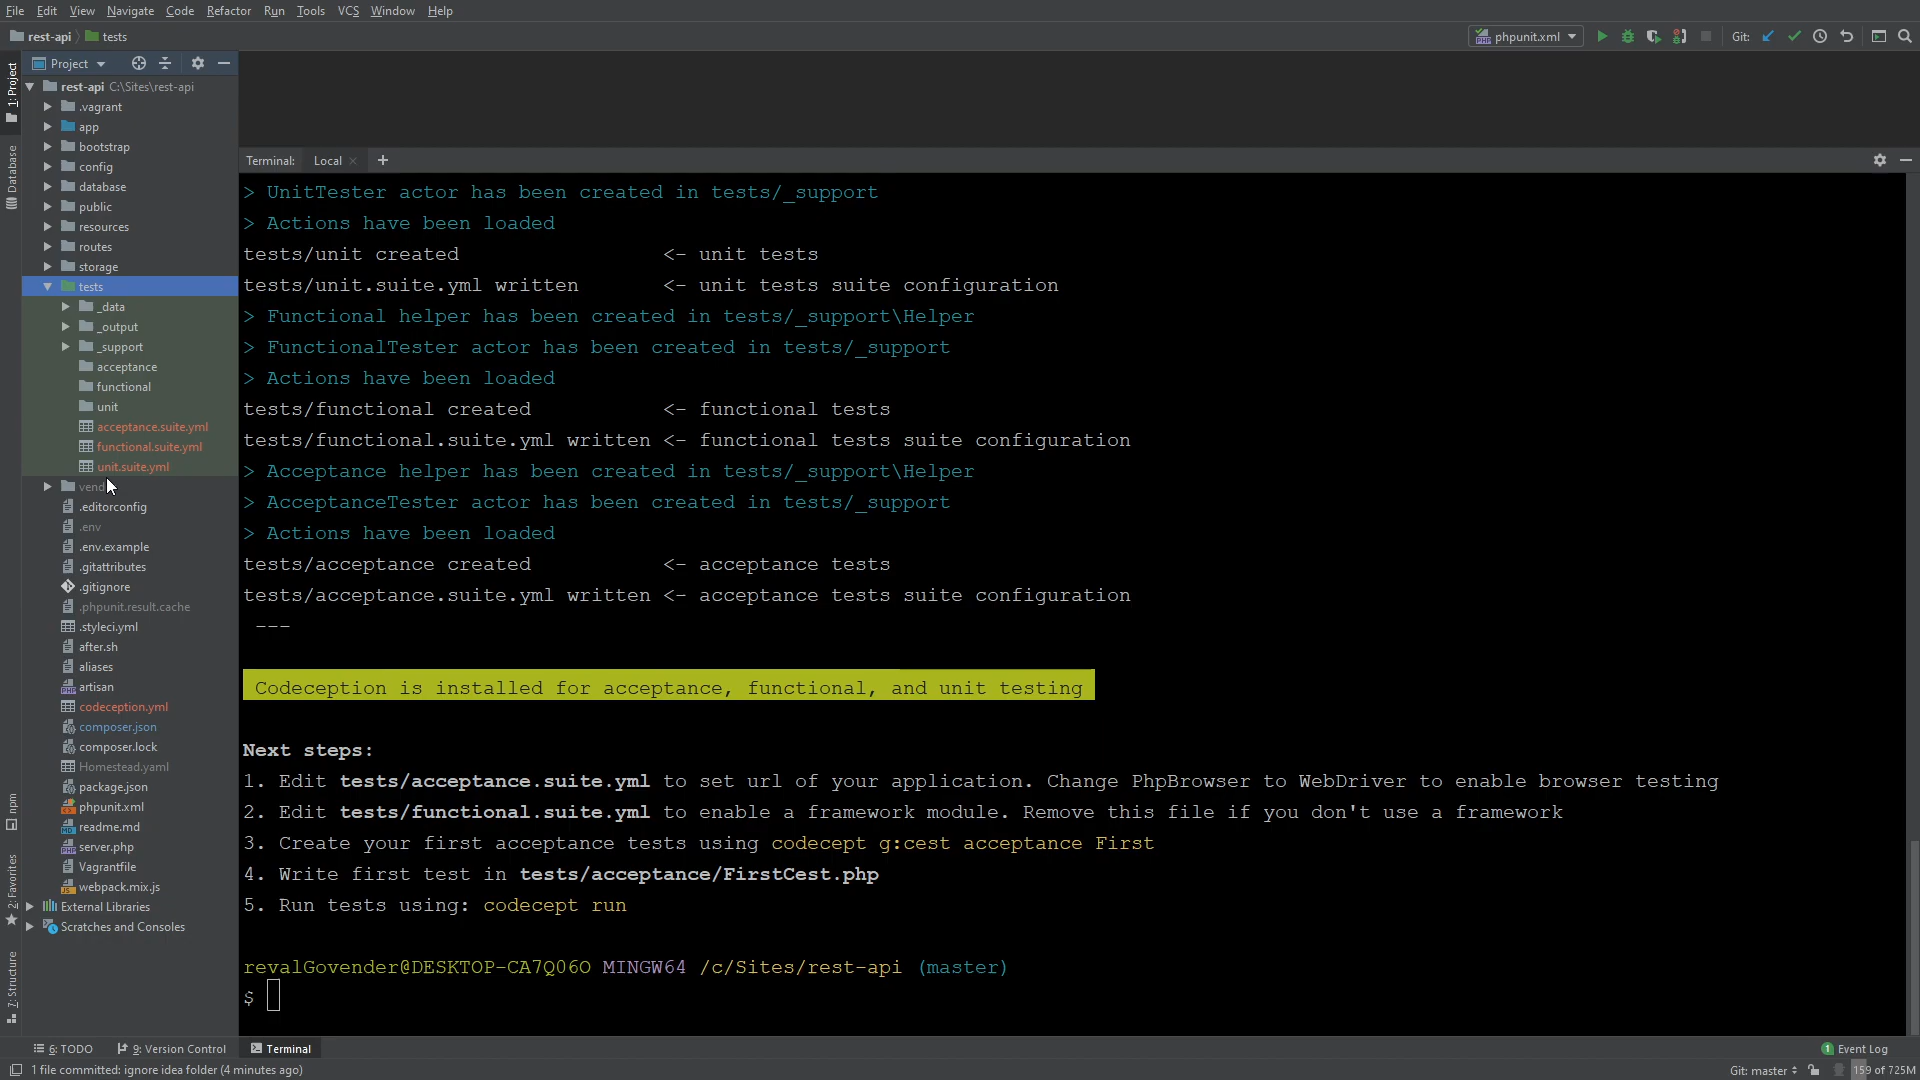 File Edit View Navigate Code Refactor Run Tools VCS Window Help
rest-api tests
phpunit.xml Git:
Project
1: Project
rest-api C:\Sites\rest-api
.vagrant
app
bootstrap
config
database
public
resources
routes
storage
tests
_data
_output
_support
acceptance
functional
unit
acceptance.suite.yml
functional.suite.yml
unit.suite.yml
.editorconfig
.env
.env.example
.gitattributes
.gitignore
.phpunit.result.cache
.styleci.yml
after.sh
aliases
artisan
codeception.yml
composer.json
composer.lock
Homestead.yaml
package.json
phpunit.xml
readme.md
server.php
Vagrantfile
webpack.mix.js
External Libraries
Scratches and Consoles
Database
npm
2: Favorites
7: Structure
Terminal: Local
> UnitTester actor has been created in tests/_support
> Actions have been loaded
tests/unit created <- unit tests
tests/unit.suite.yml written <- unit tests suite configuration
> Functional helper has been created in tests/_support\Helper
> FunctionalTester actor has been created in tests/_support
> Actions have been loaded
tests/functional created <- functional tests
tests/functional.suite.yml written <- functional tests suite configuration
> Acceptance helper has been created in tests/_support\Helper
> AcceptanceTester actor has been created in tests/_support
> Actions have been loaded
tests/acceptance created <- acceptance tests
tests/acceptance.suite.yml written <- acceptance tests suite configuration
---
Codeception is installed for acceptance, functional, and unit testing
Next steps:
1. Edit tests/acceptance.suite.yml to set url of your application. Change PhpBrowser to WebDriver to enable browser testing
2. Edit tests/functional.suite.yml to enable a framework module. Remove this file if you don't use a framework
3. Create your first acceptance tests using codecept g:cest acceptance First
4. Write first test in tests/acceptance/FirstCest.php
5. Run tests using: codecept run
revalGovender@DESKTOP-CA7Q06O MINGW64 /c/Sites/rest-api (master)
$
6: TODO 9: Version Control Terminal 1 Event Log
1 file committed: ignore idea folder (4 minutes ago) Git: master 159 of 725M